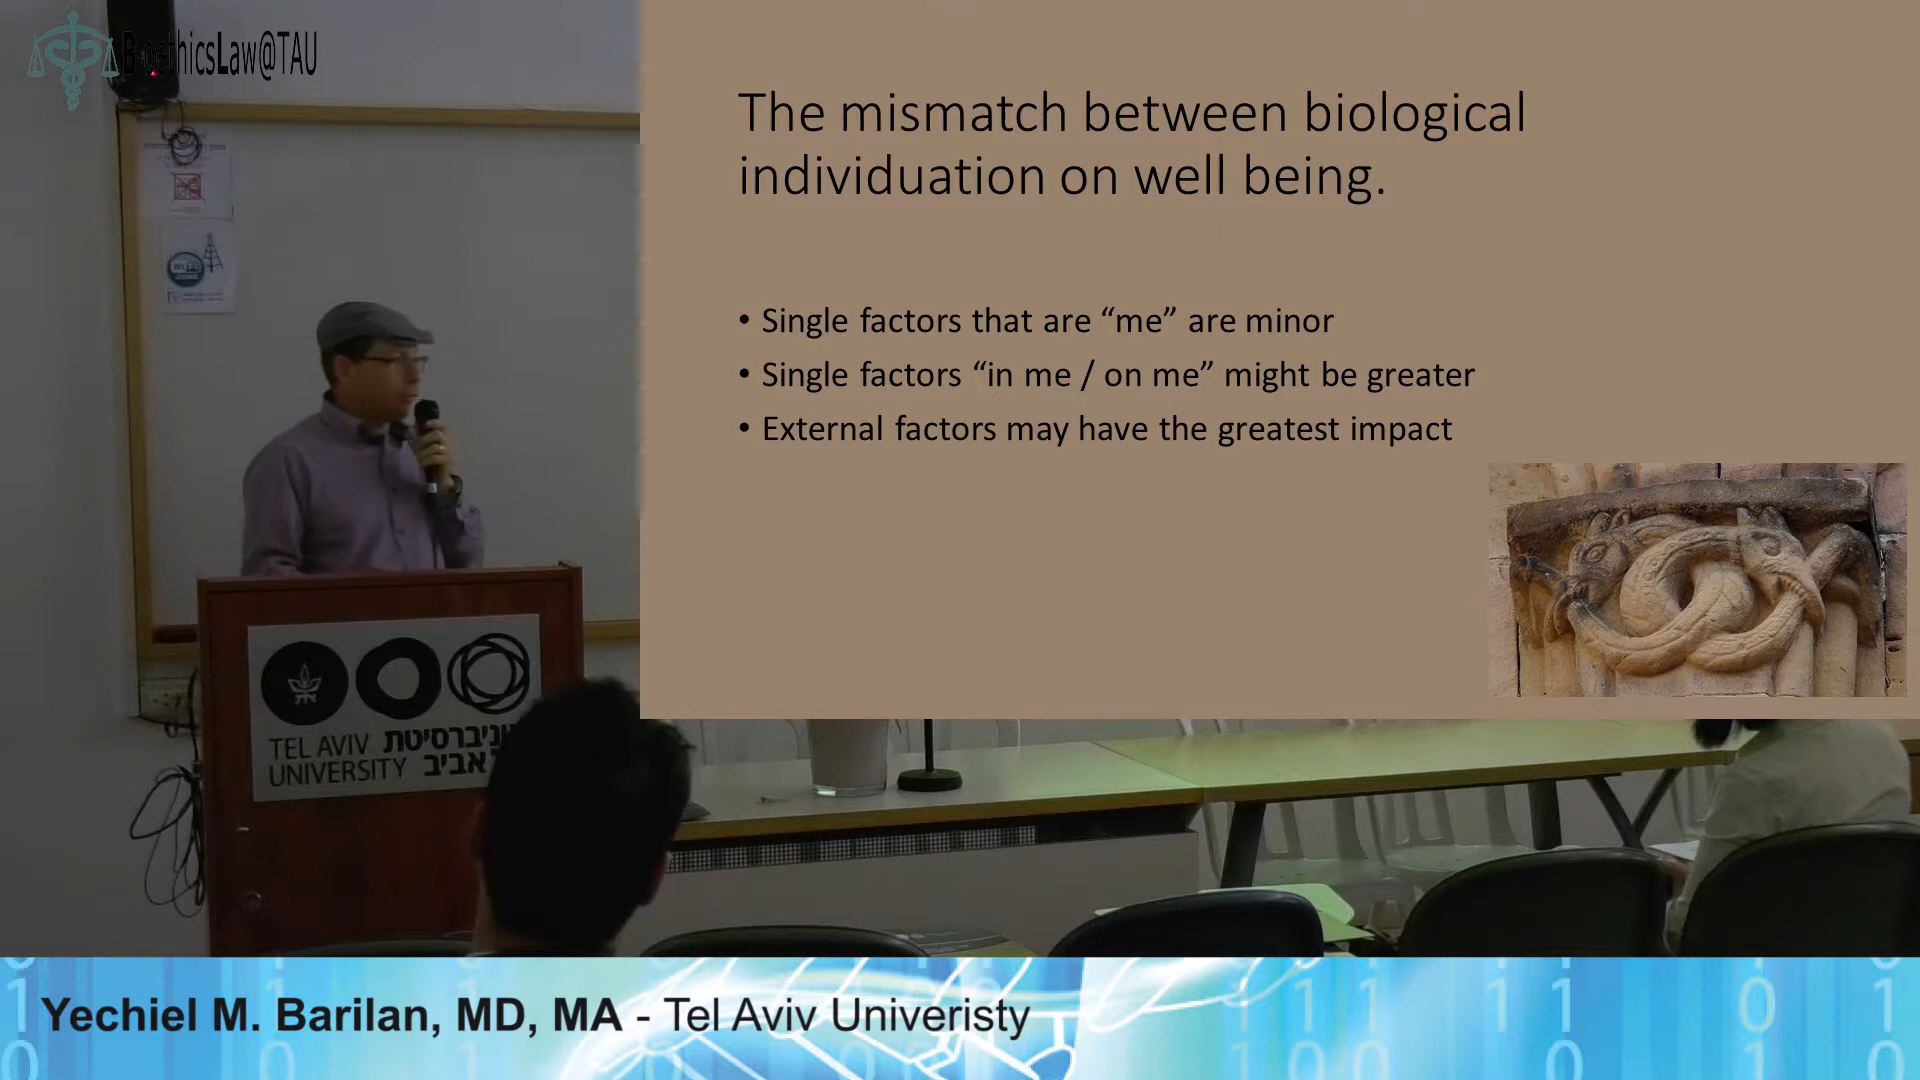 BioethicsLaw@TAU
The mismatch between biological
individuation on well being.
• Single factors that are “me” are minor
• Single factors “in me / on me” might be greater
• External factors may have the greatest impact
TEL AVIV אוניברסיטת
UNIVERSITY תל אביב
Yechiel M. Barilan, MD, MA - Tel Aviv Univeristy